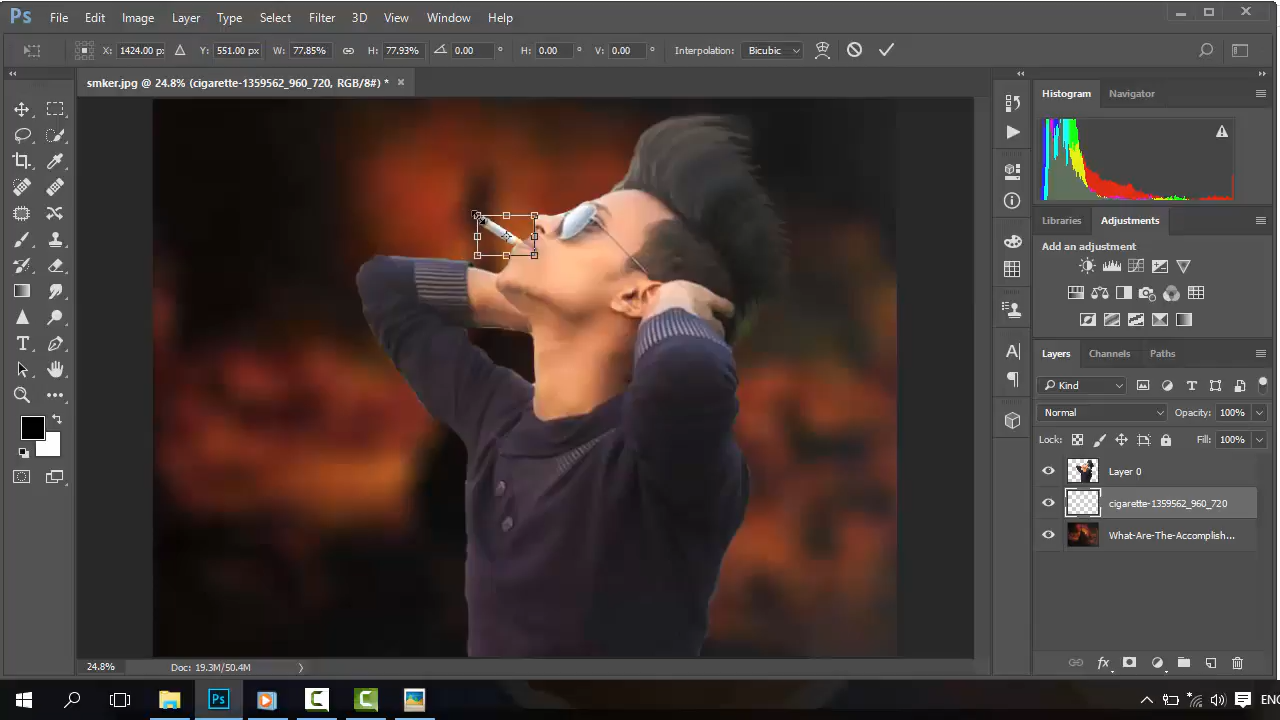 Ps File Edit Image Layer Type Select Filter 3D View Window Help
X: 1424.00 px Y: 551.00 px W: 77.85% H: 77.93% 0.00 ° H: 0.00 ° V: 0.00 ° Interpolation: Bicubic
smker.jpg @ 24.8% (cigarette-1359562_960_720, RGB/8#) *
Histogram Navigator
Libraries Adjustments
Add an adjustment
Layers Channels Paths
Kind
Normal Opacity: 100%
Lock: Fill: 100%
Layer 0
cigarette-1359562_960_720
What-Are-The-Accomplish...
24.8% Doc: 19.3M/50.4M
Ps ENG